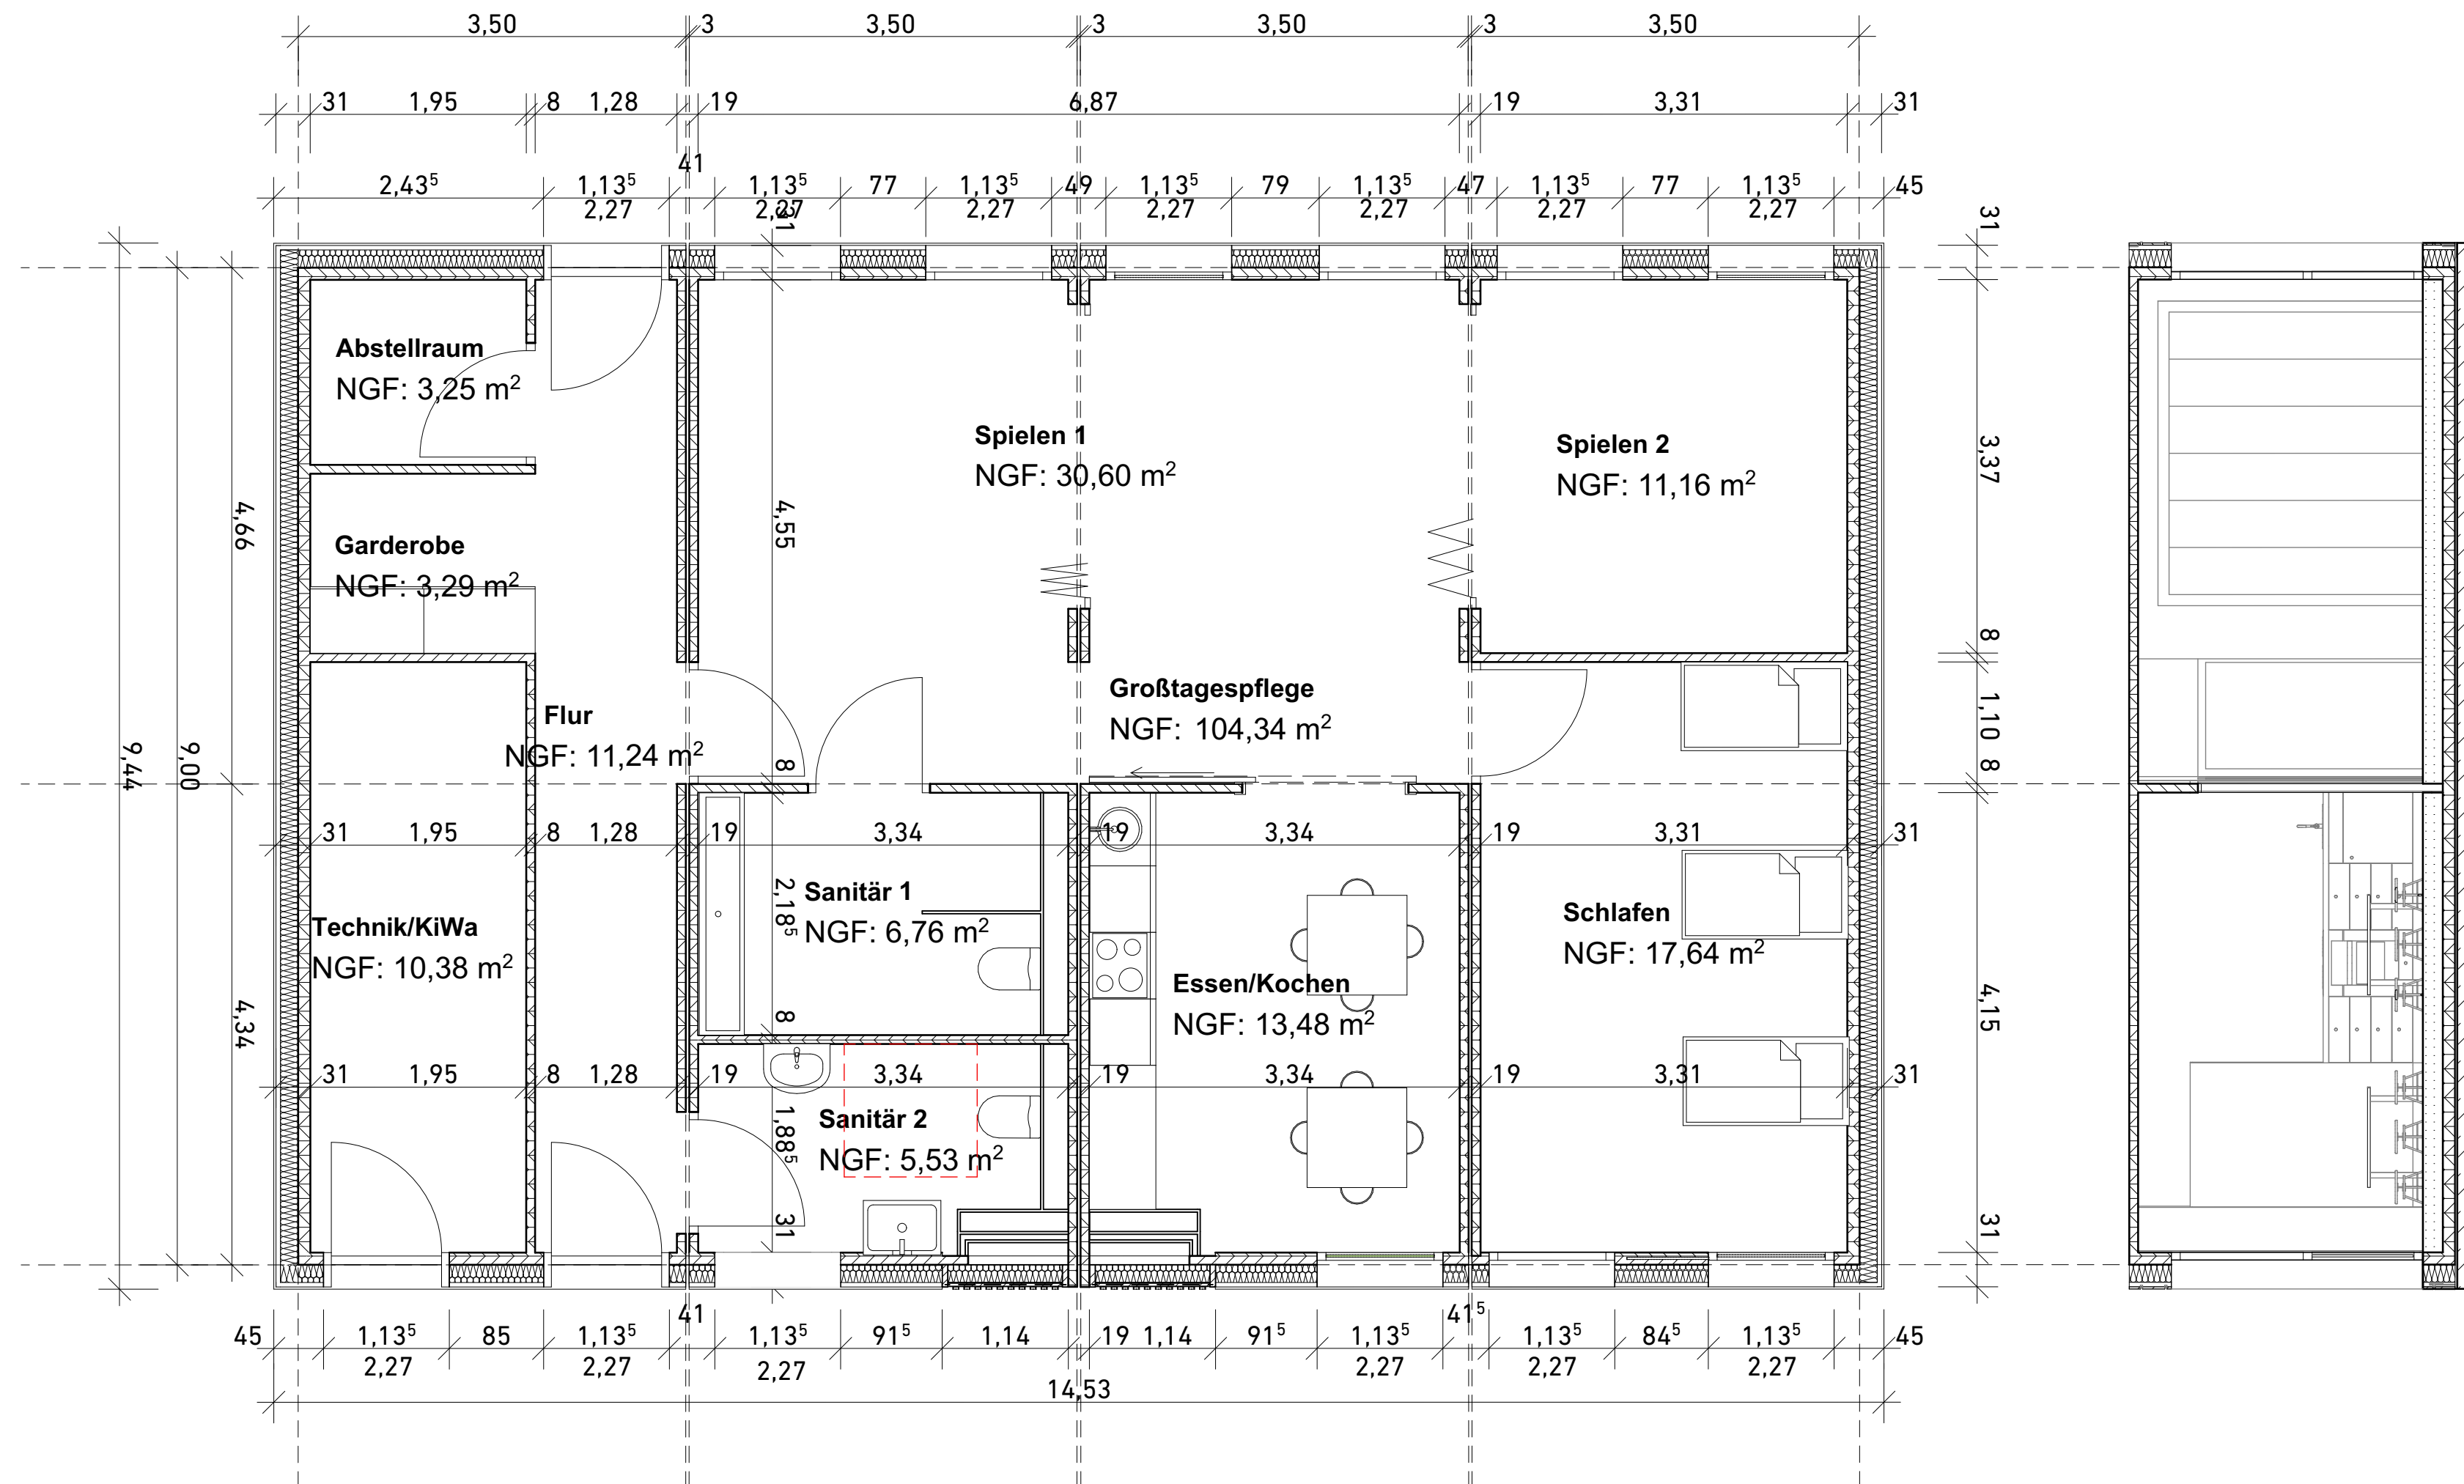 3,50 3 3,50 3 3,50 3 3,50
31 1,95 8 1,28 19 6,87 19 3,31 31
41
2,43⁵ 1,13⁵ 77 1,13⁵ 49 1,13⁵ 79 1,13⁵ 47 1,13⁵ 77 1,13⁵ 45
1,13⁵
2,27 2,27 2,27 2,27 2,27 2,27 2,27
31
31
Abstellraum
NGF: 3,25 m²
Spielen 1
NGF: 30,60 m²
Spielen 2
NGF: 11,16 m²
3,37
4,66
4,55
Garderobe
NGF: 3,29 m²
8
Großtagespflege
NGF: 104,34 m²
Flur
NGF: 11,24 m²
1,10
9,44
9,00
8
8
31 1,95 8 1,28 19 3,34 19 3,34 19 3,31 31
2,18⁵
Sanitär 1
NGF: 6,76 m²
Technik/KiWa
NGF: 10,38 m²
Schlafen
NGF: 17,64 m²
Essen/Kochen
NGF: 13,48 m²
4,34
8
4,15
31 1,95 8 1,28 19 3,34 19 3,34 19 3,31 31
1,88⁵
Sanitär 2
NGF: 5,53 m²
31
31
41 41⁵
45 1,13⁵ 85 1,13⁵ 1,13⁵ 91⁵ 1,14 19 1,14 91⁵ 1,13⁵ 1,13⁵ 84⁵ 1,13⁵ 45
2,27 2,27 2,27 2,27 2,27 2,27
14,53